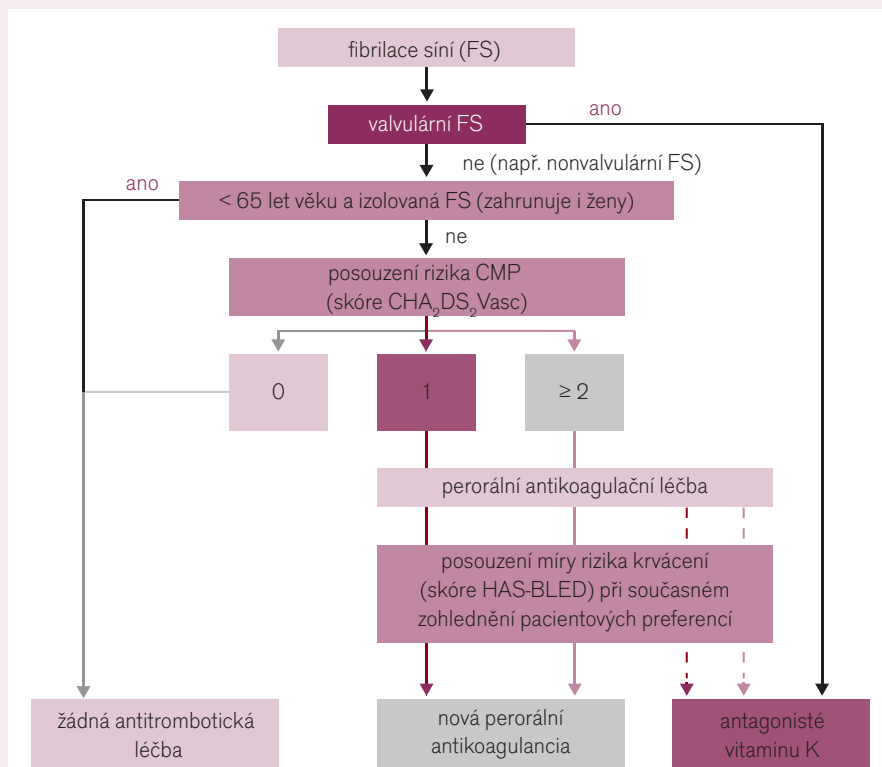 fibrilace síní (FS)
valvulární FS
ano
ne (např. nonvalvulární FS)
ano
< 65 let věku a izolovaná FS (zahrunuje i ženy)
ne
posouzení rizika CMP
(skóre CHA₂DS₂Vasc)
0
1
≥ 2
perorální antikoagulační léčba
posouzení míry rizika krvácení
(skóre HAS-BLED) při současném
zohlednění pacientových preferencí
žádná antitrombotická
léčba
nová perorální
antikoagulancia
antagonisté
vitaminu K